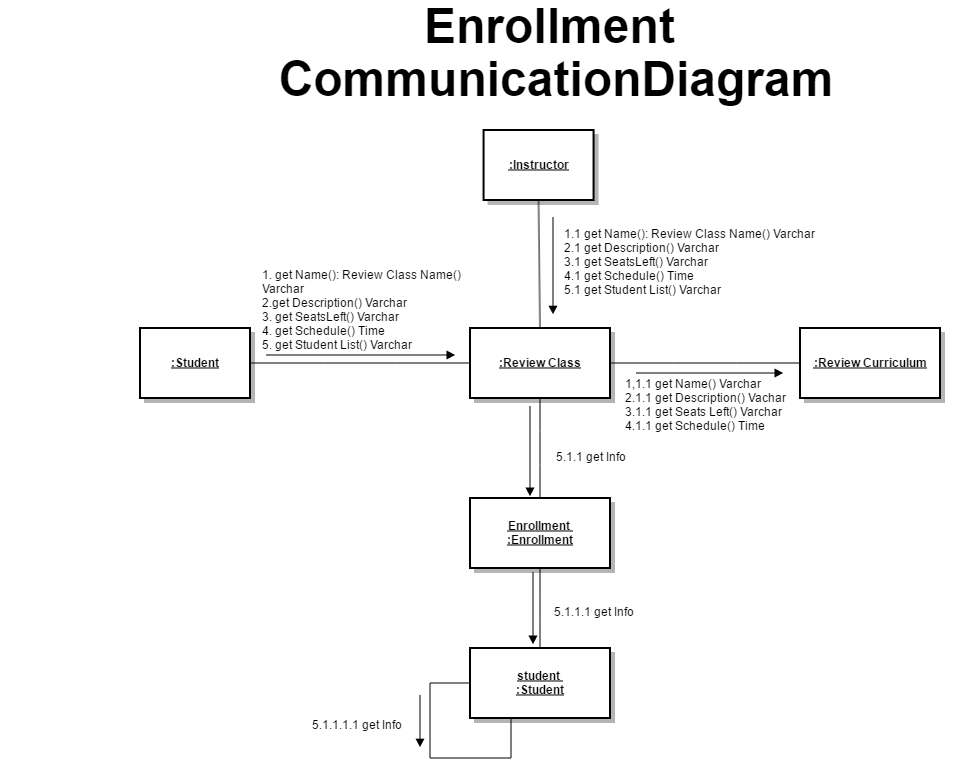 Enrollment
CommunicationDiagram
:Instructor
1.1 get Name(): Review Class Name() Varchar
2.1 get Description() Varchar
3.1 get SeatsLeft() Varchar
4.1 get Schedule() Time
5.1 get Student List() Varchar
1. get Name(): Review Class Name()
Varchar
2.get Description() Varchar
3. get SeatsLeft() Varchar
4. get Schedule() Time
5. get Student List() Varchar
:Student
:Review Class
:Review Curriculum
1,1.1 get Name() Varchar
2.1.1 get Description() Vachar
3.1.1 get Seats Left() Varchar
4.1.1 get Schedule() Time
5.1.1 get Info
Enrollment
:Enrollment
5.1.1.1 get Info
student
:Student
5.1.1.1.1 get Info